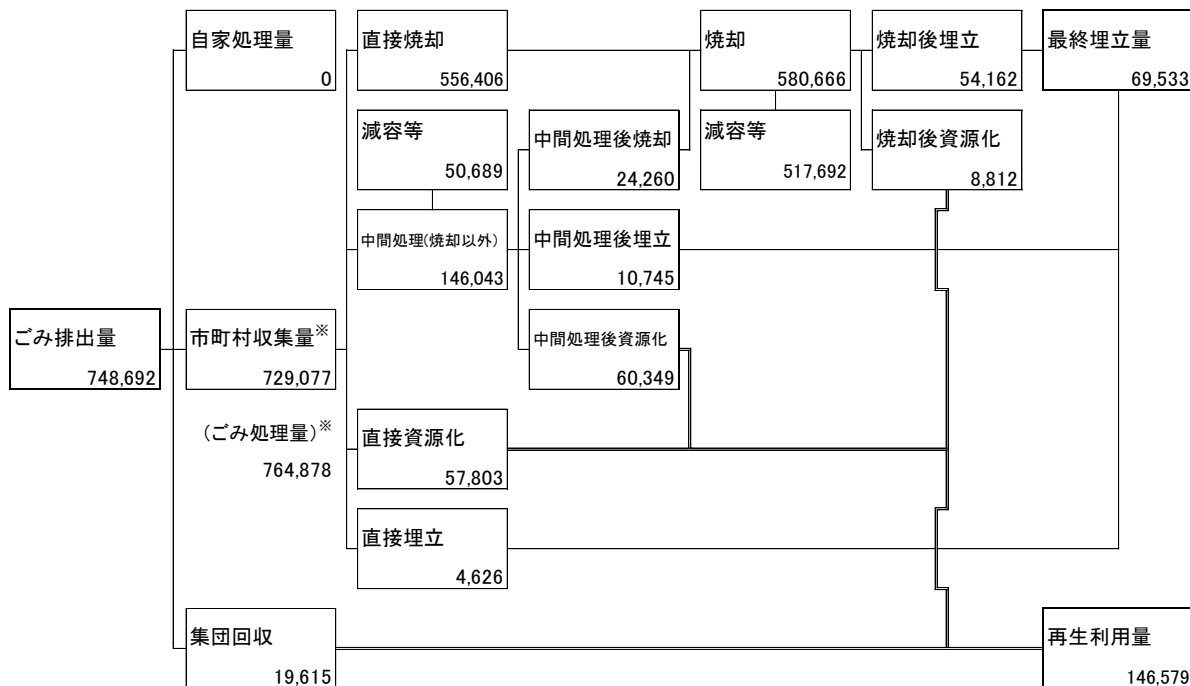 自家処理量
0
直接焼却
556,406
焼却
580,666
焼却後埋立
54,162
最終埋立量
69,533
減容等
50,689
中間処理後焼却
24,260
減容等
517,692
焼却後資源化
8,812
中間処理(焼却以外)
146,043
中間処理後埋立
10,745
ごみ排出量
748,692
市町村収集量※
729,077
中間処理後資源化
60,349
(ごみ処理量)※
764,878
直接資源化
57,803
直接埋立
4,626
集団回収
19,615
再生利用量
146,579